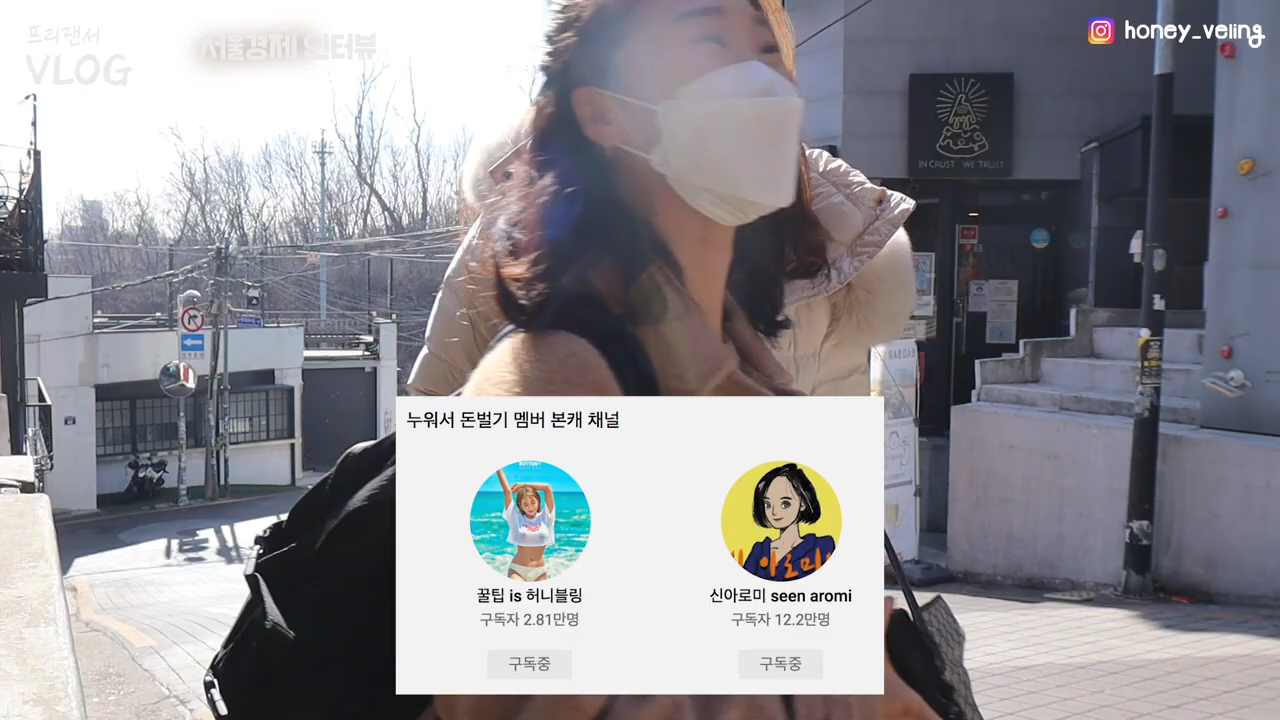 프리랜서
VLOG
서울경제 인터뷰
honey_veling
IN CRUST WE TRUST
누워서 돈벌기 멤버 본캐 채널
꿀팁 is 허니블링
구독자 2.81만명
구독중
신아로미 seen aromi
구독자 12.2만명
구독중